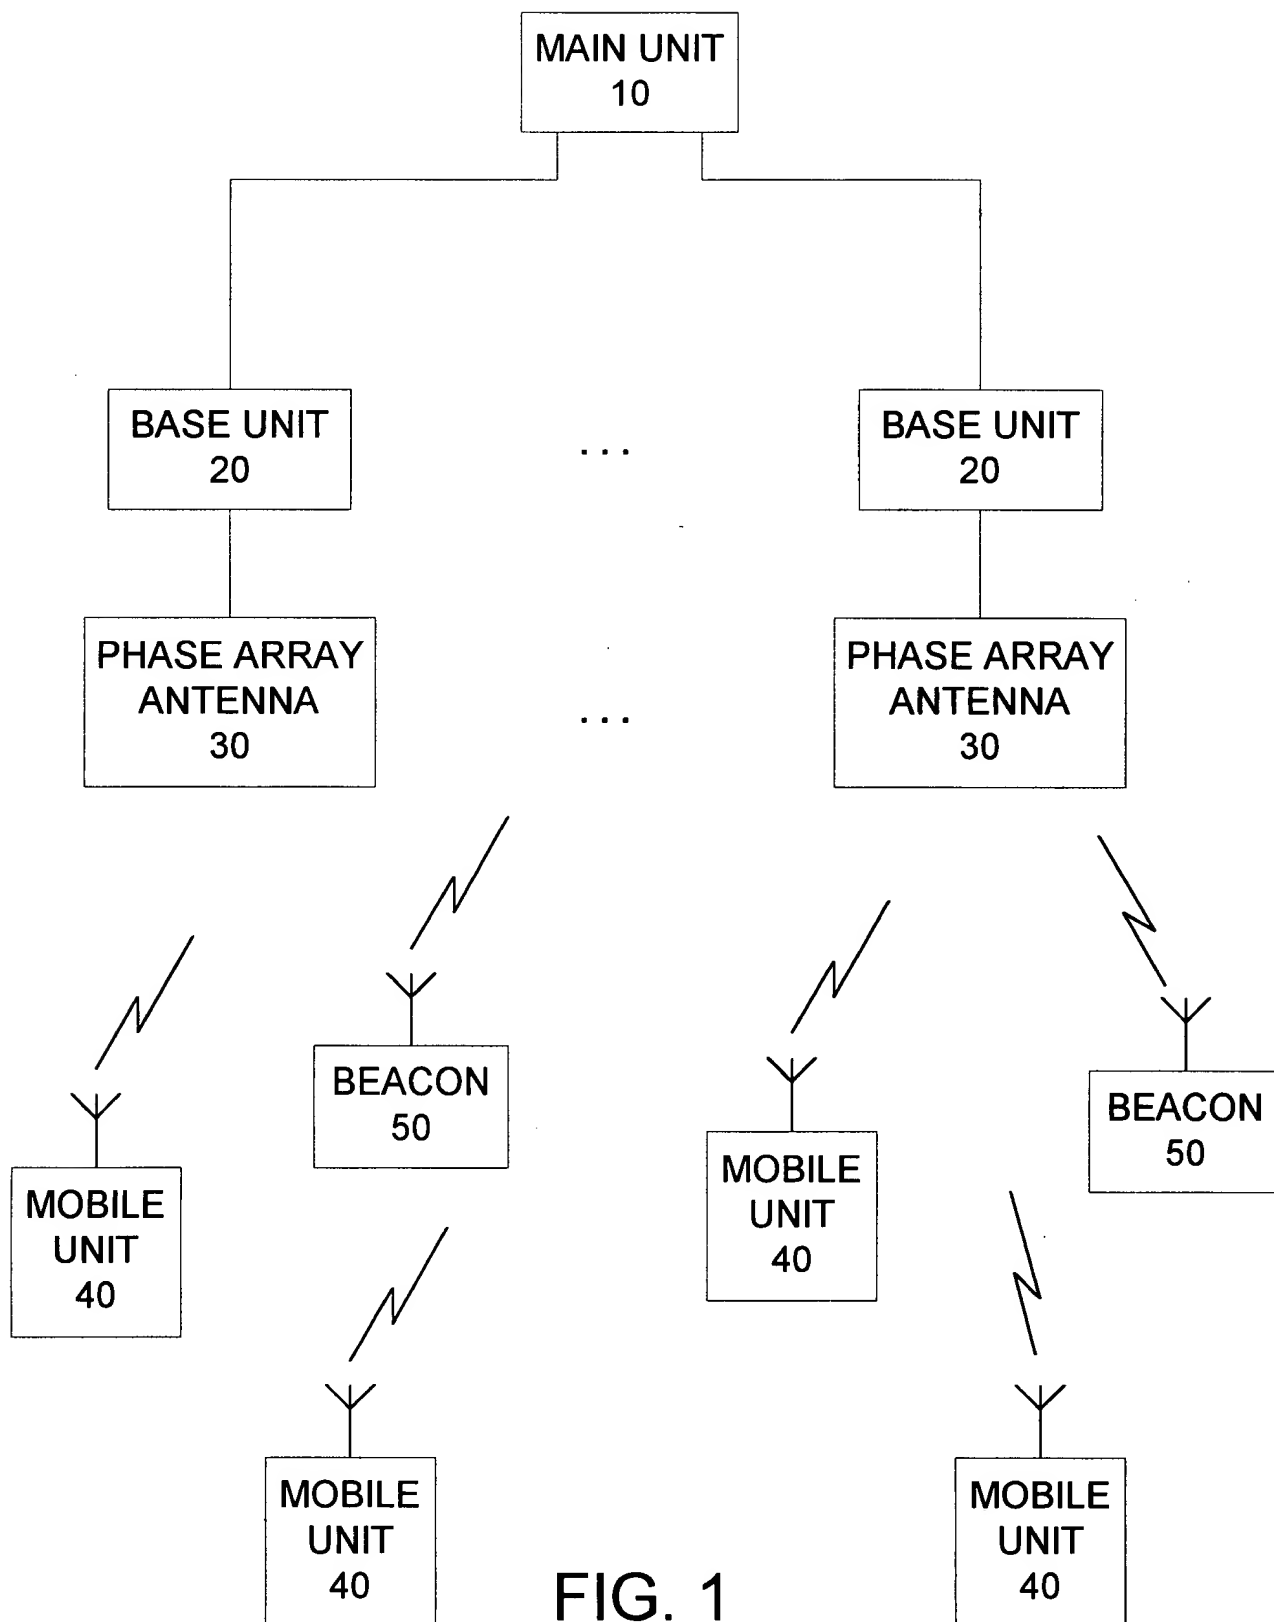 MAIN UNIT
10
BASE UNIT
20
. . .
BASE UNIT
20
PHASE ARRAY
ANTENNA
30
. . .
PHASE ARRAY
ANTENNA
30
BEACON
50
MOBILE
UNIT
40
MOBILE
UNIT
40
BEACON
50
MOBILE
UNIT
40
MOBILE
UNIT
40
FIG. 1